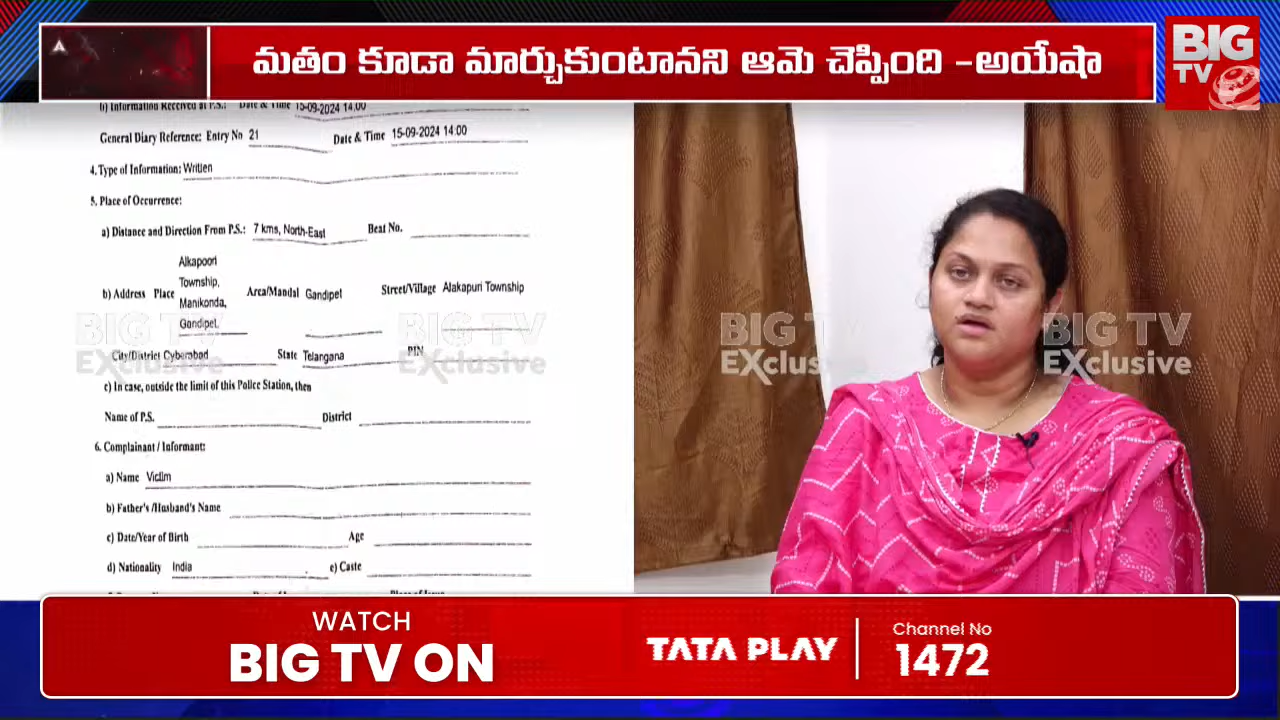 మతం కూడా మార్చుకుంటానని ఆమె చెప్పింది -అయేషా
BIG
TV
b) Information Received at P.S.: Date & Time 15-09-2024 14.00
General Diary Reference: Entry No 21 Date & Time 15-09-2024 14:00
4. Type of Information: Written
5. Place of Occurrence:
a) Distance and Direction From P.S.: 7 kms, North-East Beat No.
b) Address Place Alkapoori
Township,
Manikonda,
Gandipet,
Area/Mandal Gandipet Street/Village Alakapuri Township
City/District Cyberabad State Telangana PIN
c) In case, outside the limit of this Police Station, then
Name of P.S. District
6. Complainant / Informant:
a) Name Victim
b) Father's /Husband's Name
c) Date/Year of Birth Age
d) Nationality India e) Caste
BIG TV
EXclusive
BIG TV
EXclusive
BIG TV
EXclus
BIG TV
EXclusive
WATCH
BIG TV ON
TATA PLAY
Channel No
1472